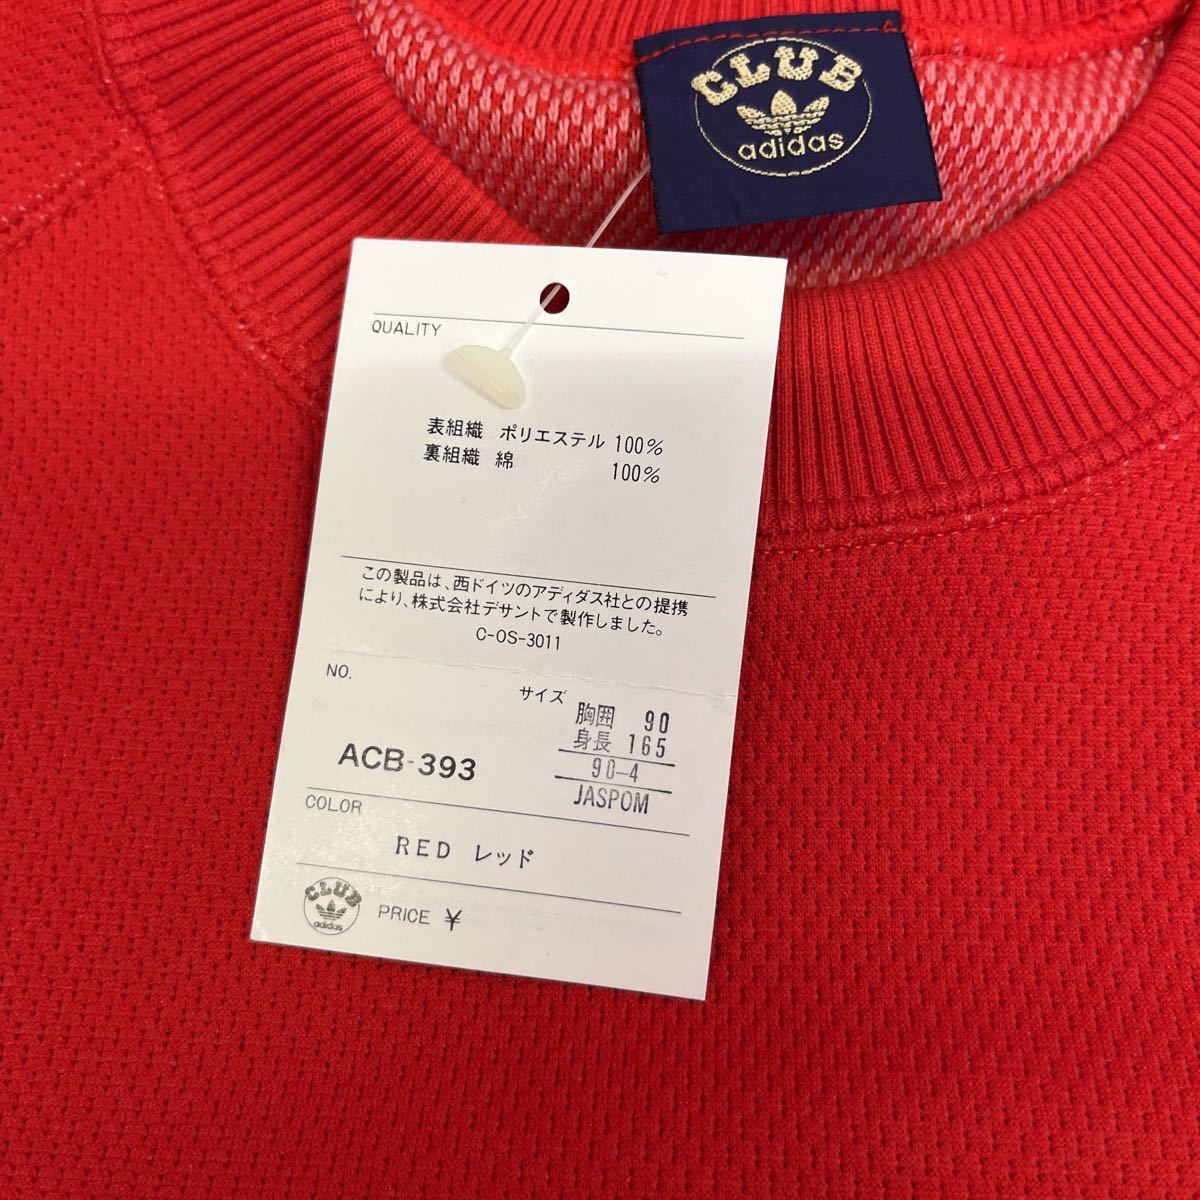 CLUB
adidas
QUALITY
表組織 ポリエステル 100%
裏組織 綿 100%
この製品は、西ドイツのアディダス社との提携
により、株式会社デサントで製作しました。
C-OS-3011
NO.
サイズ
胸囲 90
身長 165
ACB-393
90-4
JASPOM
COLOR
RED レッド
CLUB
adidas
PRICE ¥